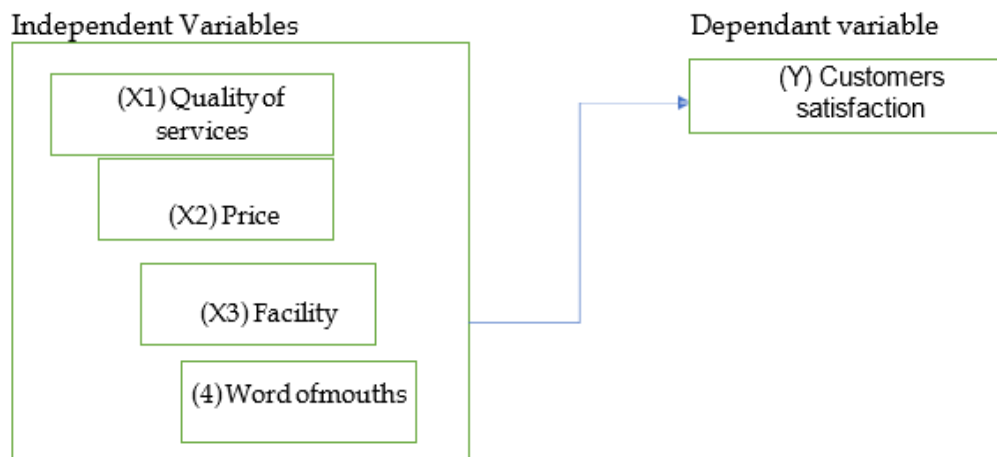 Independent Variables
Dependant variable
(X1) Quality of
services
(Y) Customers
satisfaction
(X2) Price
(X3) Facility
(4) Word ofmouths